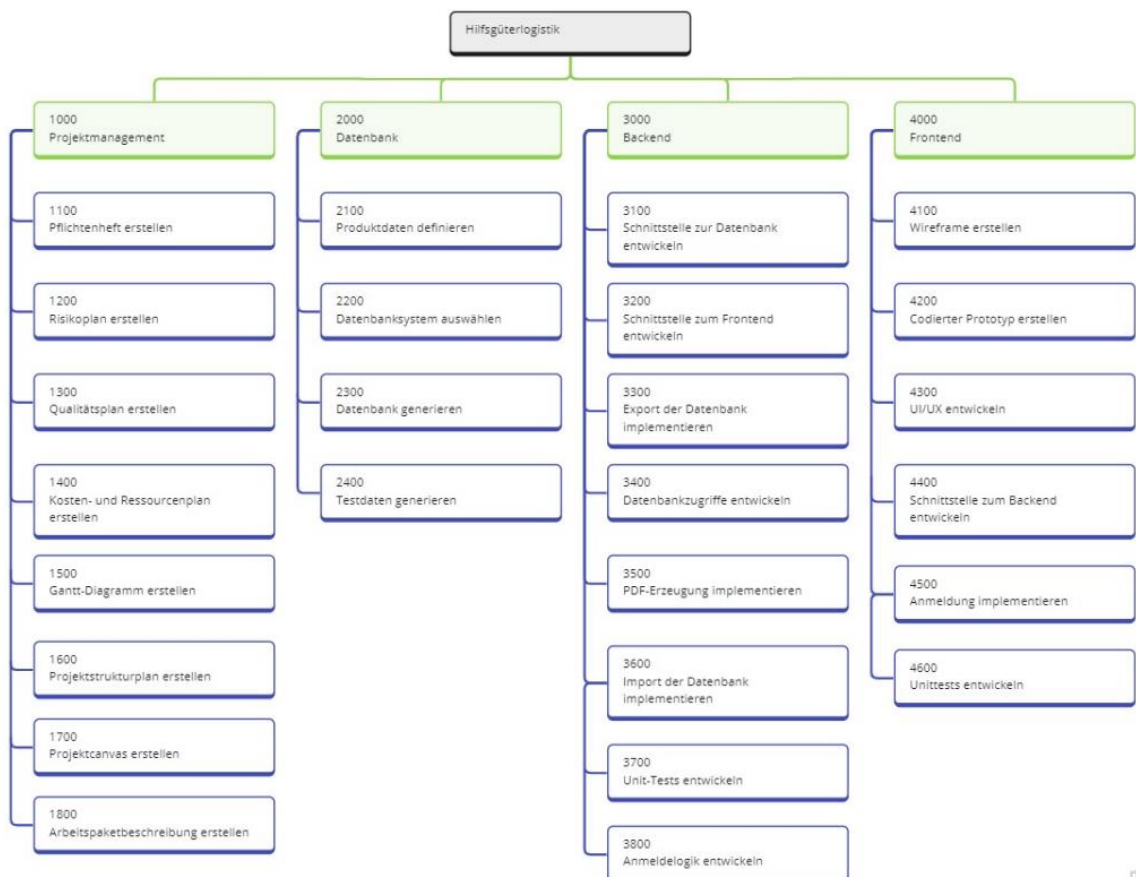 Hilfsgüterlogistik
1000
Projektmanagement
1100
Pflichtenheft erstellen
1200
Risikoplan erstellen
1300
Qualitätsplan erstellen
1400
Kosten- und Ressourcenplan
erstellen
1500
Gantt-Diagramm erstellen
1600
Projektstrukturplan erstellen
1700
Projektcanvas erstellen
1800
Arbeitspaketbeschreibung erstellen
2000
Datenbank
2100
Produktdaten definieren
2200
Datenbanksystem auswählen
2300
Datenbank generieren
2400
Testdaten generieren
3000
Backend
3100
Schnittstelle zur Datenbank
entwickeln
3200
Schnittstelle zum Frontend
entwickeln
3300
Export der Datenbank
implementieren
3400
Datenbankzugriffe entwickeln
3500
PDF-Erzeugung implementieren
3600
Import der Datenbank
implementieren
3700
Unit-Tests entwickeln
3800
Anmeldelogik entwickeln
4000
Frontend
4100
Wireframe erstellen
4200
Codierter Prototyp erstellen
4300
UI/UX entwickeln
4400
Schnittstelle zum Backend
entwickeln
4500
Anmeldung implementieren
4600
Unittests entwickeln